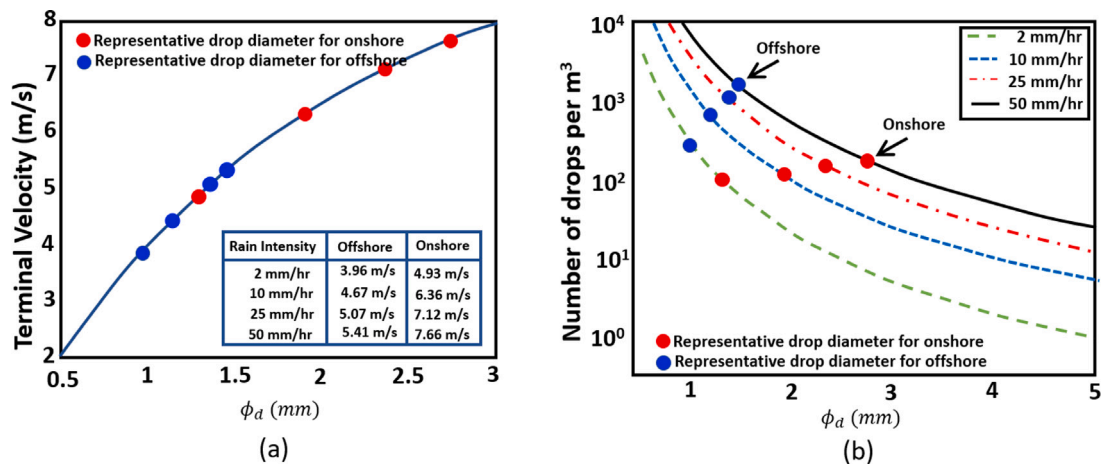 8
7
6
5
4
3
2
Terminal Velocity (m/s)
Representative drop diameter for onshore
Representative drop diameter for offshore
Rain Intensity Offshore Onshore
2 mm/hr 3.96 m/s 4.93 m/s
10 mm/hr 4.67 m/s 6.36 m/s
25 mm/hr 5.07 m/s 7.12 m/s
50 mm/hr 5.41 m/s 7.66 m/s
0.5 1 1.5 2 2.5 3
ϕd (mm)
(a)
10⁴
10³
10²
10¹
10⁰
Number of drops per m³
2 mm/hr
10 mm/hr
25 mm/hr
50 mm/hr
Offshore
Onshore
Representative drop diameter for onshore
Representative drop diameter for offshore
1 2 3 4 5
ϕd (mm)
(b)